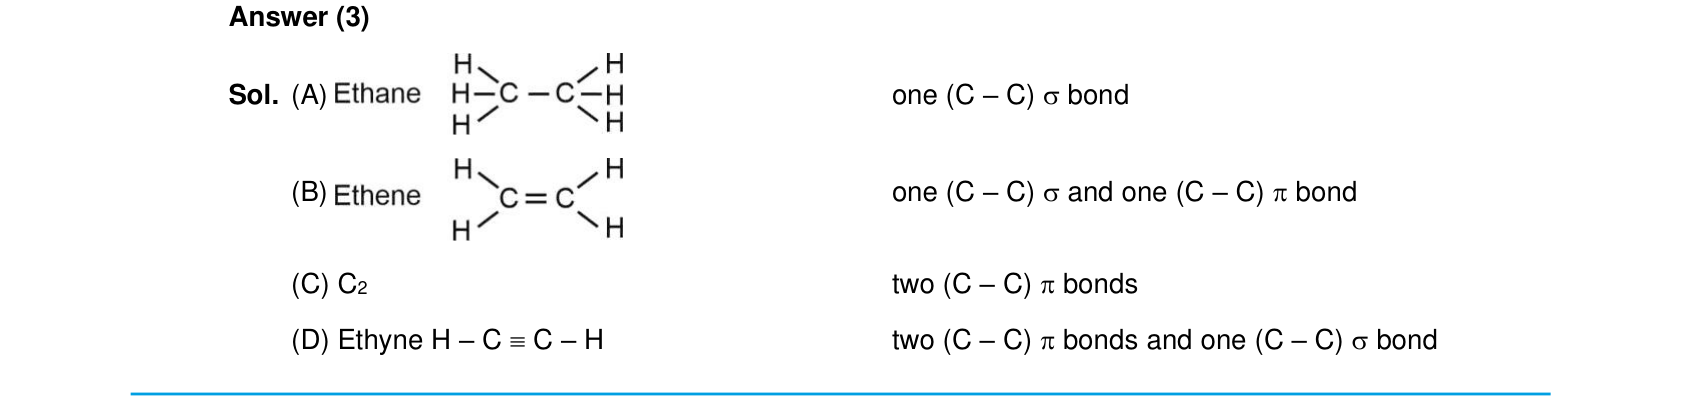 Answer (3)
H H
Sol. (A) Ethane H–C – C–H one (C – C) σ bond
H H
H H
(B) Ethene C = C one (C – C) σ and one (C – C) π bond
H H
(C) C₂ two (C – C) π bonds
(D) Ethyne H – C ≡ C – H two (C – C) π bonds and one (C – C) σ bond